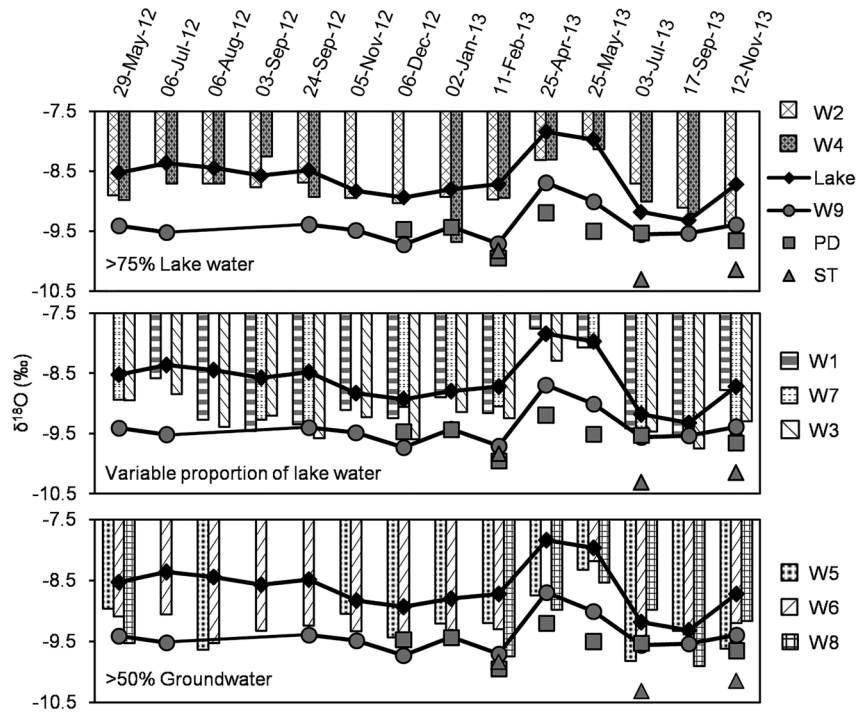 29-May-12
06-Jul-12
06-Aug-12
03-Sep-12
24-Sep-12
05-Nov-12
06-Dec-12
02-Jan-13
11-Feb-13
25-Apr-13
25-May-13
03-Jul-13
17-Sep-13
12-Nov-13
-7.5
-8.5
-9.5
-10.5
>75% Lake water
W2
W4
Lake
W9
PD
ST
δ¹⁸O (‰)
-7.5
-8.5
-9.5
-10.5
Variable proportion of lake water
W1
W7
W3
-7.5
-8.5
-9.5
-10.5
>50% Groundwater
W5
W6
W8